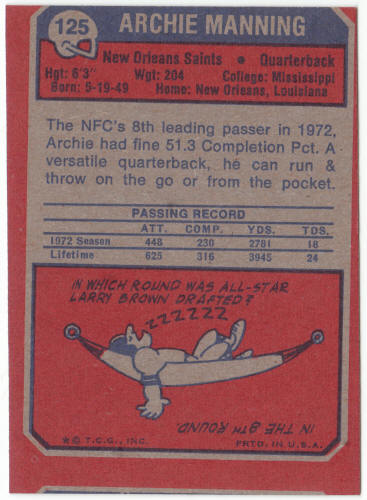 125
ARCHIE MANNING
New Orleans Saints • Quarterback
Hgt: 6'3" Wgt: 204 College: Mississippi
Born: 5-19-49 Home: New Orleans, Louisiana
The NFC's 8th leading passer in 1972,
Archie had fine 51.3 Completion Pct. A
versatile quarterback, he can run &
throw on the go or from the pocket.
PASSING RECORD
ATT. COMP. YDS. TDS.
1972 Season 448 230 2781 18
Lifetime 625 316 3945 24
IN WHICH ROUND WAS ALL-STAR
LARRY BROWN DRAFTED?
ZZZZZZZ
IN THE 8TH ROUND.
* © T.C.G., INC. PRTD. IN U.S.A.